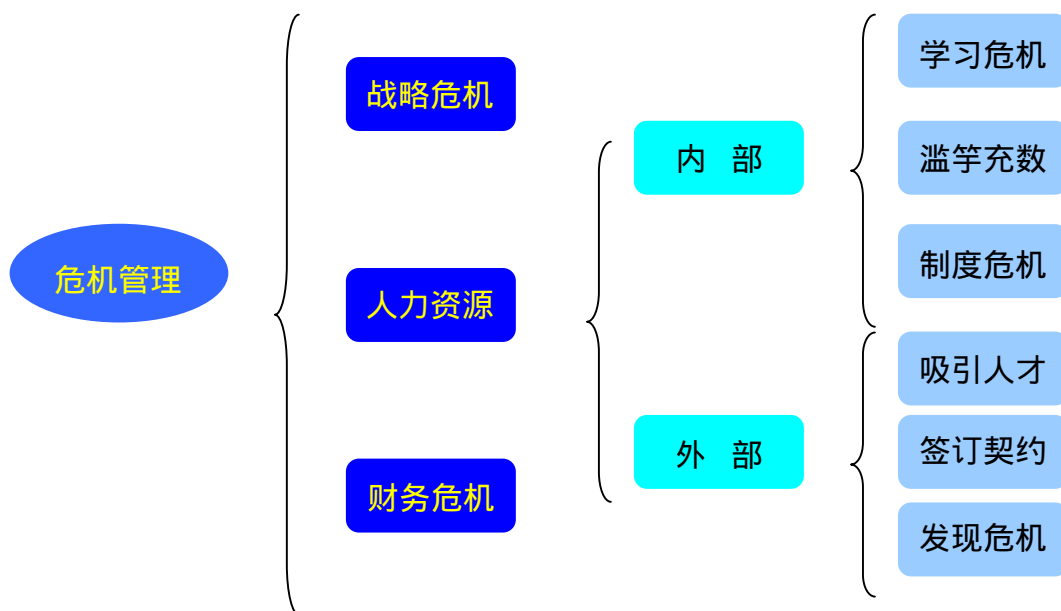 危机管理
战略危机
人力资源
财务危机
内 部
外 部
学习危机
滥竽充数
制度危机
吸引人才
签订契约
发现危机